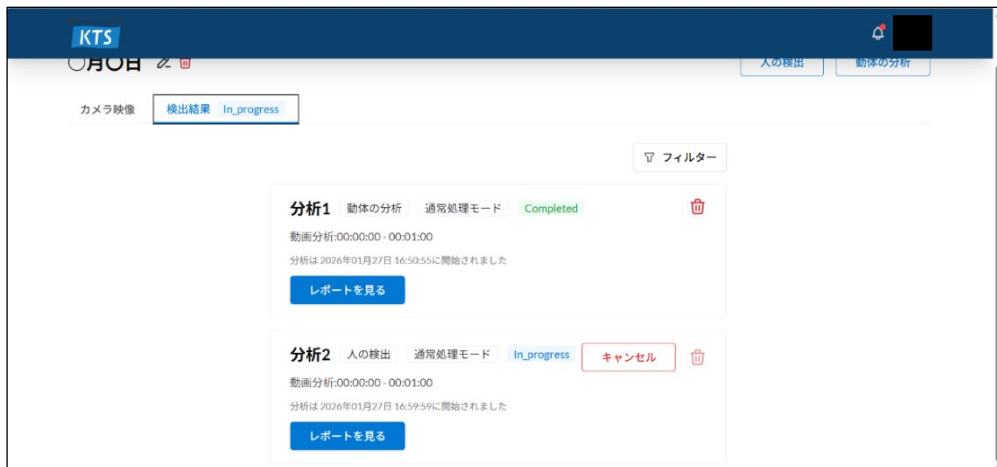 KTS
○月○日
人の検出 動体の分析
カメラ映像 検出結果 In_progress
フィルター
分析1 動体の分析 通常処理モード Completed
動画分析:00:00:00 - 00:01:00
分析は 2026年01月27日 16:50:55に開始されました
レポートを見る
分析2 人の検出 通常処理モード In_progress キャンセル
動画分析:00:00:00 - 00:01:00
分析は 2026年01月27日 16:59:59に開始されました
レポートを見る